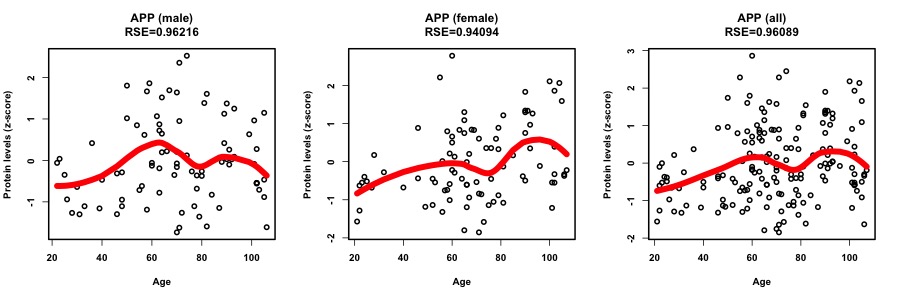 APP (male)
RSE=0.96216
Protein levels (z-score)
2
1
0
-1
20 40 60 80 100
Age
APP (female)
RSE=0.94094
Protein levels (z-score)
3
2
1
0
-1
-2
20 40 60 80 100
Age
APP (all)
RSE=0.96089
Protein levels (z-score)
3
2
1
0
-1
-2
20 40 60 80 100
Age